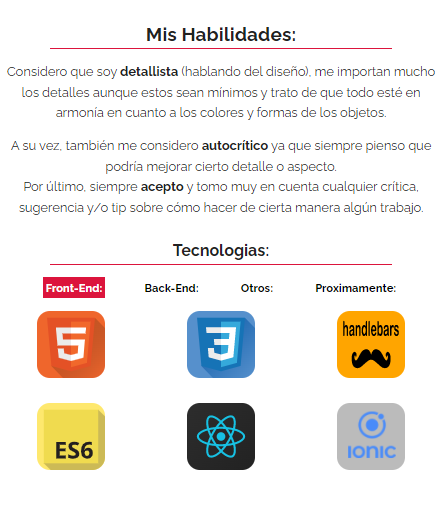 Mis Habilidades:
Considero que soy detallista (hablando del diseño), me importan mucho
los detalles aunque estos sean mínimos y trato de que todo esté en
armonía en cuanto a los colores y formas de los objetos.
A su vez, también me considero autocrítico ya que siempre pienso que
podría mejorar cierto detalle o aspecto.
Por último, siempre acepto y tomo muy en cuenta cualquier crítica,
sugerencia y/o tip sobre cómo hacer de cierta manera algún trabajo.
Tecnologias:
Front-End: Back-End: Otros: Proximamente:
5 3 handlebars
ES6 IONIC